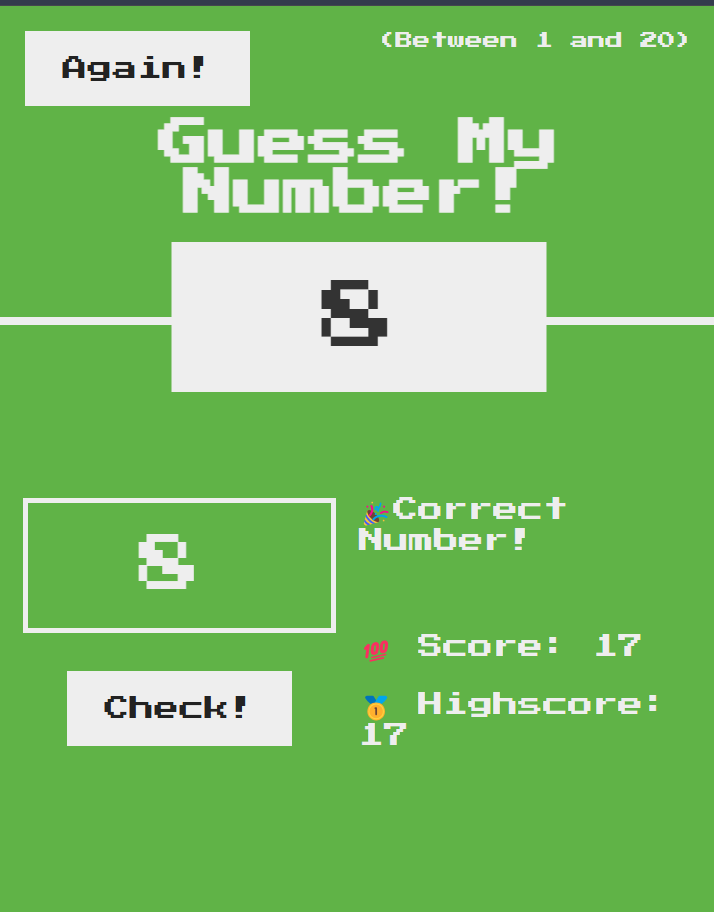 Again!
(Between 1 and 20)
Guess My
Number!
8
8
🎉Correct
Number!
💯 Score: 17
Check!
🥇 Highscore:
17